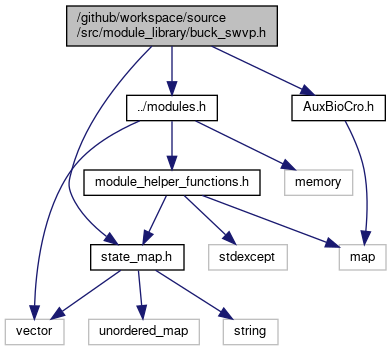 /github/workspace/source
/src/module_library/buck_swvp.h
../modules.h
AuxBioCro.h
module_helper_functions.h
memory
state_map.h
stdexcept
map
vector
unordered_map
string